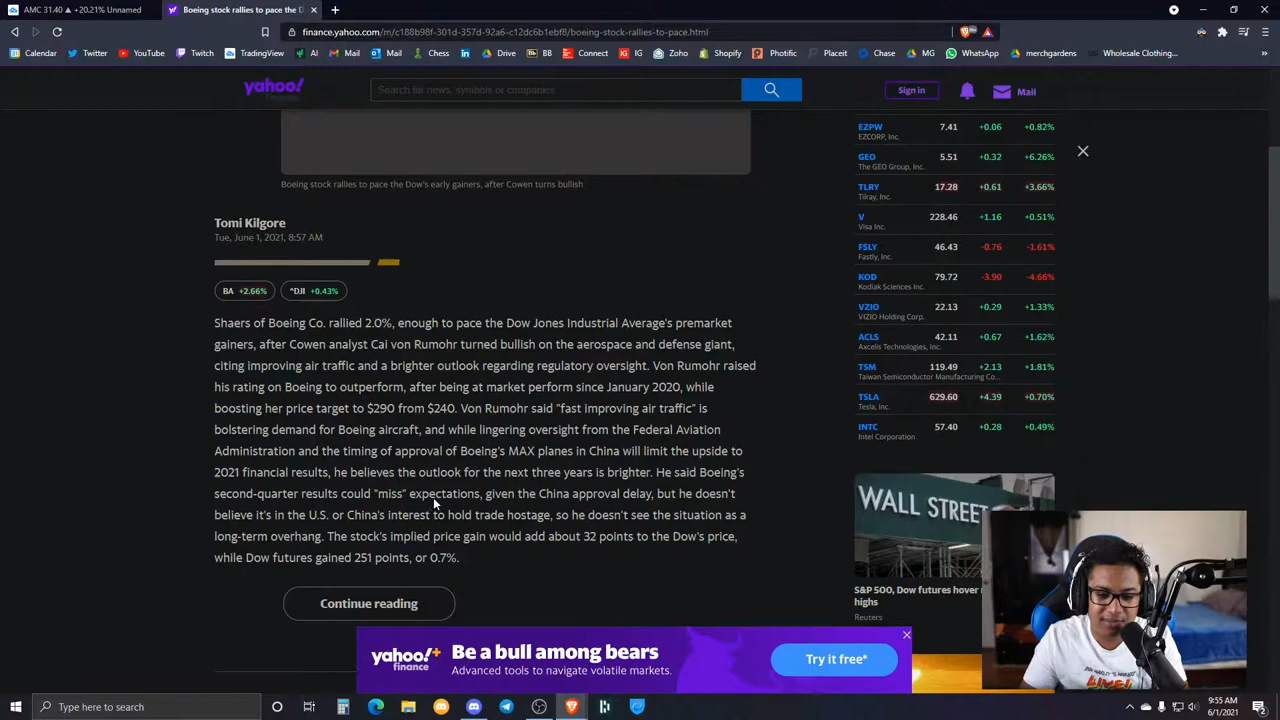 AMC 31.40 ▲ +20.21% Unnamed
Boeing stock rallies to pace the D
finance.yahoo.com/m/c188b98f-301d-357d-92a6-c12dc6b1ebf8/boeing-stock-rallies-to-pace.html
Calendar Twitter YouTube Twitch TradingView Ads Mail in Drive BB Connect IG Zoho Shopify Photific Placeit Chase MG WhatsApp merchgardens Wholesale Clothing...
yahoo!
finance
Search for news, symbols or companies
Sign in
Mail
Boeing stock rallies to pace the Dow's early gainers, after Cowen turns bullish
Tomi Kilgore
Tue, June 1, 2021, 8:57 AM
BA +2.66% ^DJI +0.43%
Shaers of Boeing Co. rallied 2.0%, enough to pace the Dow Jones Industrial Average's premarket
gainers, after Cowen analyst Cai von Rumohr turned bullish on the aerospace and defense giant,
citing improving air traffic and a brighter outlook regarding regulatory oversight. Von Rumohr raised
his rating on Boeing to outperform, after being at market perform since January 2020, while
boosting her price target to $290 from $240. Von Rumohr said "fast improving air traffic" is
bolstering demand for Boeing aircraft, and while lingering oversight from the Federal Aviation
Administration and the timing of approval of Boeing's MAX planes in China will limit the upside to
2021 financial results, he believes the outlook for the next three years is brighter. He said Boeing's
second-quarter results could "miss" expectations, given the China approval delay, but he doesn't
believe it's in the U.S. or China's interest to hold trade hostage, so he doesn't see the situation as a
long-term overhang. The stock's implied price gain would add about 32 points to the Dow's price,
while Dow futures gained 251 points, or 0.7%.
Continue reading
EZPW 7.41 +0.06 +0.82%
EZCORP, Inc.
GEO 5.51 +0.32 +6.26%
The GEO Group, Inc.
TLRY 17.28 +0.61 +3.66%
Tilray, Inc.
V 228.46 +1.16 +0.51%
Visa Inc.
FSLY 46.43 -0.76 -1.61%
Fastly, Inc.
KOD 79.72 -3.90 -4.66%
Kodiak Sciences Inc.
VZIO 22.13 +0.29 +1.33%
VIZIO Holding Corp.
ACLS 42.11 +0.67 +1.62%
Axcelis Technologies, Inc.
TSM 119.49 +2.13 +1.81%
Taiwan Semiconductor Manufacturing Co...
TSLA 629.60 +4.39 +0.70%
Tesla, Inc.
INTC 57.40 +0.28 +0.49%
Intel Corporation
WALL STREET
S&P 500, Dow futures hover
highs
Reuters
yahoo!+
finance
Be a bull among bears
Advanced tools to navigate volatile markets.
Try it free*
LIVE!
Type here to search
9:55 AM
6/1/2021